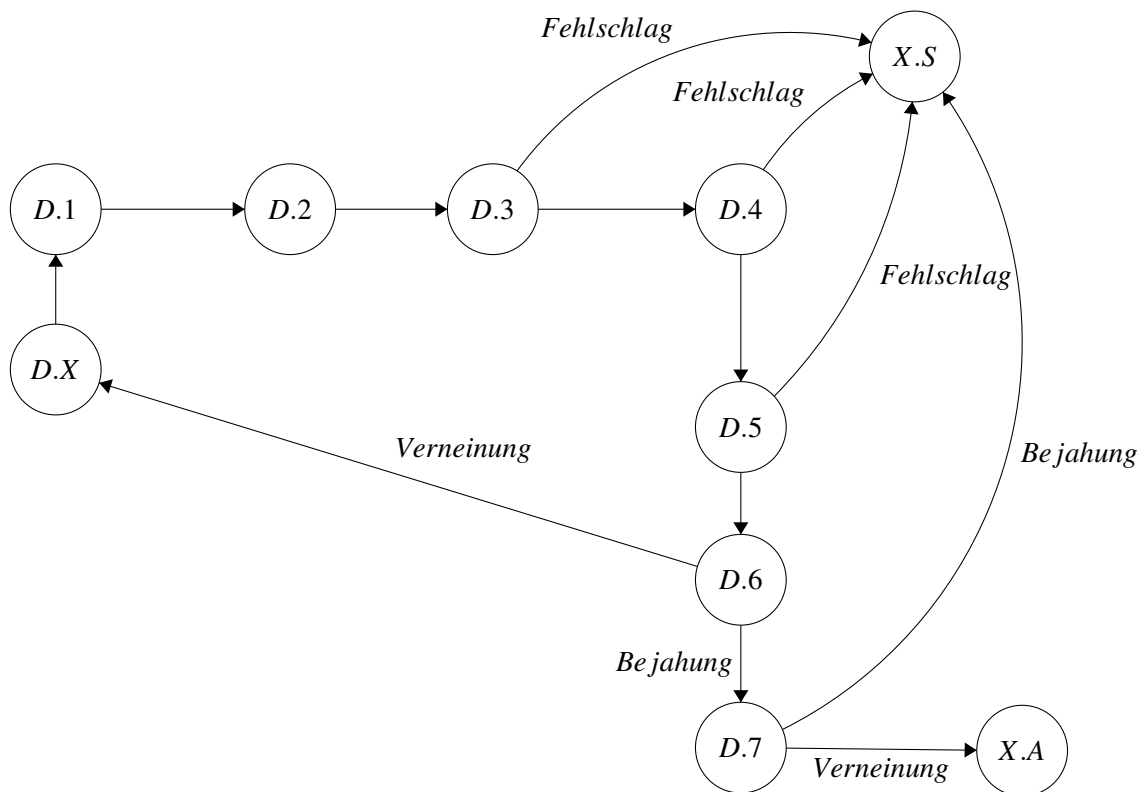 Fehlschlag
X.S
Fehlschlag
D.1
D.2
D.3
D.4
Fehlschlag
D.X
D.5
Verneinung
Bejahung
D.6
Bejahung
D.7
X.A
Verneinung